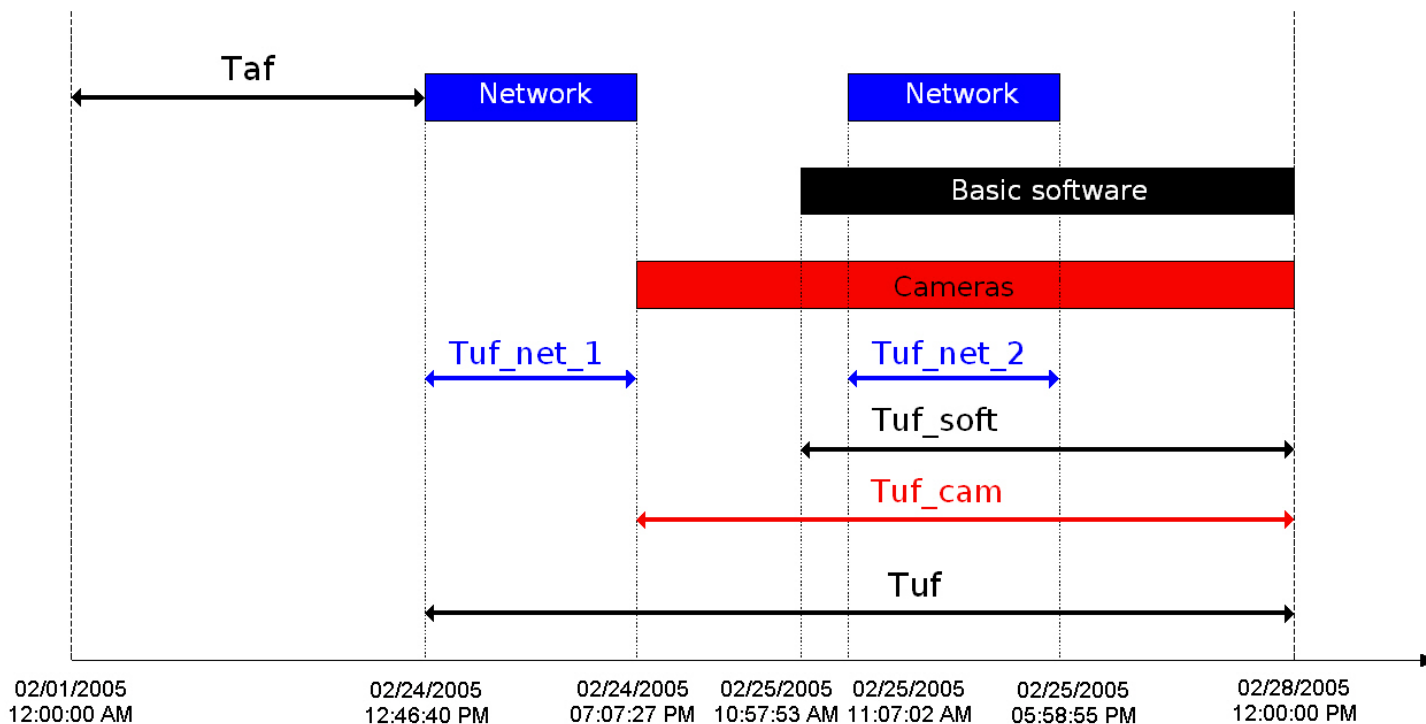 Taf
Network
Network
Basic software
Cameras
Tuf_net_1
Tuf_net_2
Tuf_soft
Tuf_cam
Tuf
02/01/2005
12:00:00 AM
02/24/2005
12:46:40 PM
02/24/2005
07:07:27 PM
02/25/2005
10:57:53 AM
02/25/2005
11:07:02 AM
02/25/2005
05:58:55 PM
02/28/2005
12:00:00 PM